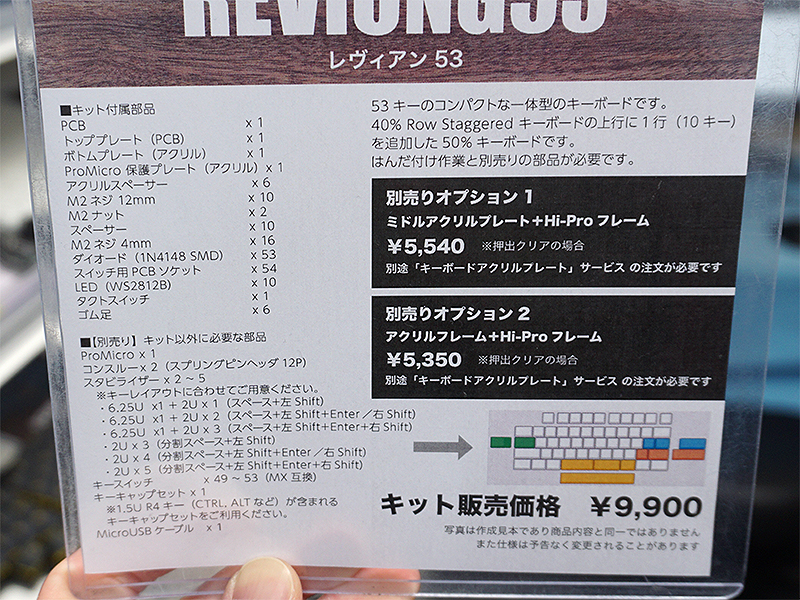 REVIUNG53
レヴィアン 53
■キット付属部品
PCB x 1
トッププレート（PCB） x 1
ボトムプレート（アクリル） x 1
ProMicro 保護プレート（アクリル） x 1
アクリルスペーサー x 6
M2 ネジ 12mm x 10
M2 ナット x 2
スペーサー x 10
M2 ネジ 4mm x 16
ダイオード（1N4148 SMD） x 53
スイッチ用 PCB ソケット x 54
LED（WS2812B） x 10
タクトスイッチ x 1
ゴム足 x 6
■【別売り】キット以外に必要な部品
ProMicro x 1
コンスルー x 2（スプリングピンヘッダ 12P）
スタビライザー x 2 ~ 5
※キーレイアウトに合わせてご用意ください。
・6.25U x1 + 2U x 1（スペース+左 Shift）
・6.25U x1 + 2U x 2（スペース+左 Shift+Enter ／右 Shift）
・6.25U x1 + 2U x 3（スペース+左 Shift+Enter+右 Shift）
・2U x 3（分割スペース+左 Shift）
・2U x 4（分割スペース+左 Shift+Enter ／右 Shift）
・2U x 5（分割スペース+左 Shift+Enter+右 Shift）
キースイッチ x 49 ~ 53（MX 互換）
キーキャップセット x 1
※1.5U R4 キー（CTRL, ALT など）が含まれる
キーキャップセットをご利用ください。
MicroUSB ケーブル x 1
53 キーのコンパクトな一体型のキーボードです。
40% Row Staggered キーボードの上行に 1 行（10 キー）
を追加した 50% キーボードです。
はんだ付け作業と別売りの部品が必要です。
別売りオプション 1
ミドルアクリルプレート＋Hi-Pro フレーム
¥5,540 ※押出クリアの場合
別途「キーボードアクリルプレート」サービス の注文が必要です
別売りオプション 2
アクリルフレーム＋Hi-Pro フレーム
¥5,350 ※押出クリアの場合
別途「キーボードアクリルプレート」サービス の注文が必要です
キット販売価格 ¥9,900
写真は作成見本であり商品内容と同一ではありません
また仕様は予告なく変更されることがあります